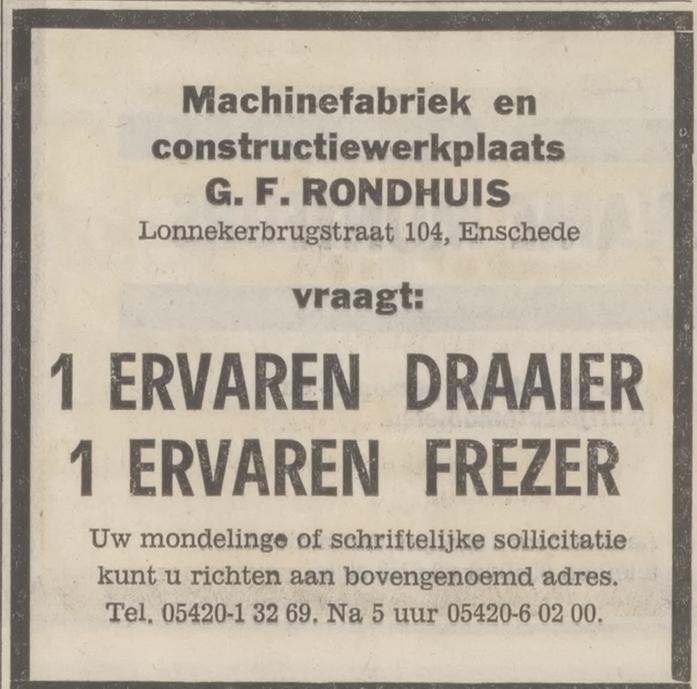 Machinefabriek en
constructiewerkplaats
G. F. RONDHUIS
Lonnekerbrugstraat 104, Enschede
vraagt:
1 ERVAREN DRAAIER
1 ERVAREN FREZER
Uw mondelinge of schriftelijke sollicitatie
kunt u richten aan bovengenoemd adres.
Tel. 05420-1 32 69. Na 5 uur 05420-6 02 00.